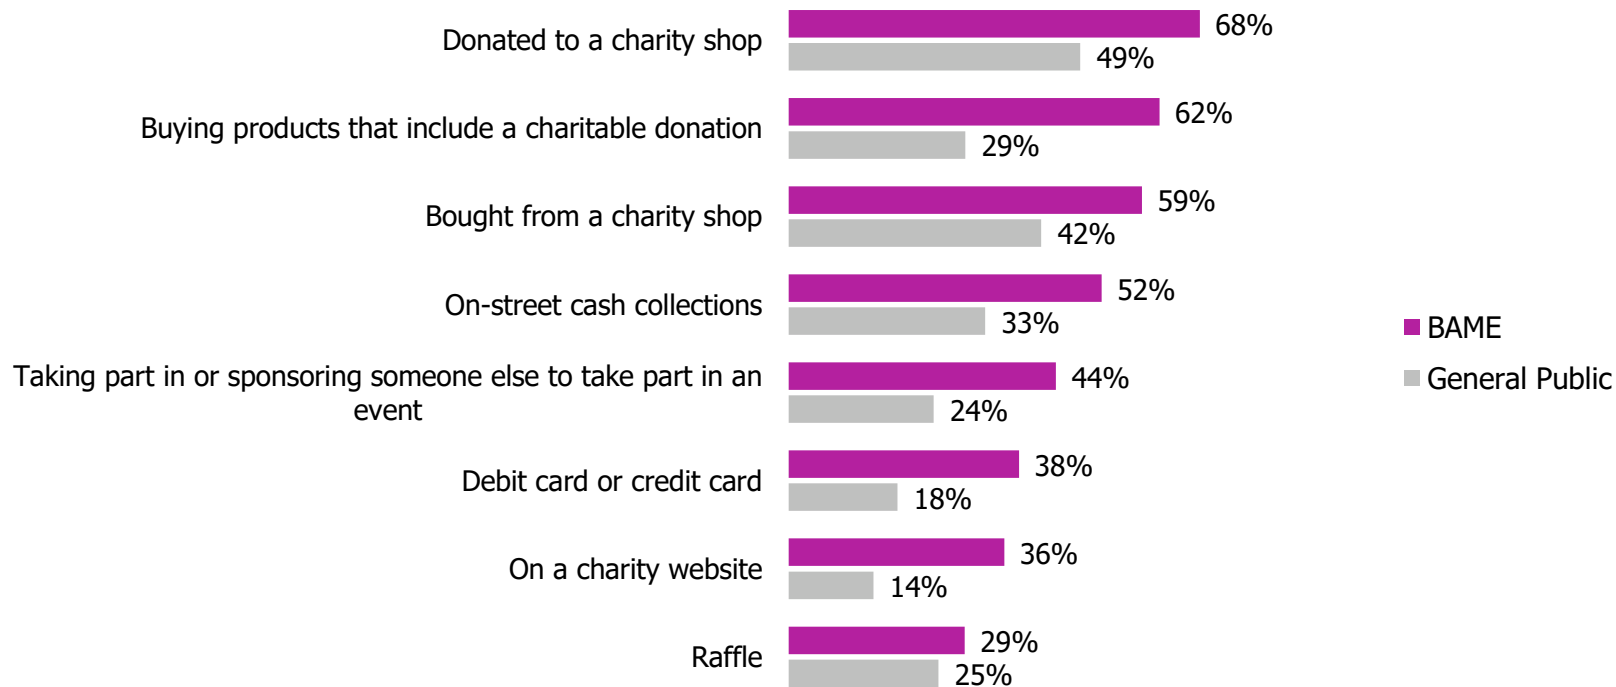 Donated to a charity shop
68%
49%
Buying products that include a charitable donation
62%
29%
Bought from a charity shop
59%
42%
On-street cash collections
52%
33%
Taking part in or sponsoring someone else to take part in an
event
44%
24%
Debit card or credit card
38%
18%
On a charity website
36%
14%
Raffle
29%
25%
BAME
General Public